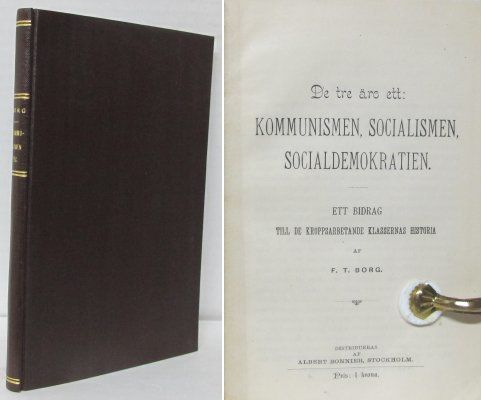 De tre äro ett:
KOMMUNISMEN, SOCIALISMEN,
SOCIALDEMOKRATIEN.
ETT BIDRAG
TILL DE KROPPSARBETANDE KLASSERNAS HISTORIA
AF
F. T. BORG.
DISTRIBUERAS
AF
ALBERT BONNIER, STOCKHOLM.
Pris: 1 krona.